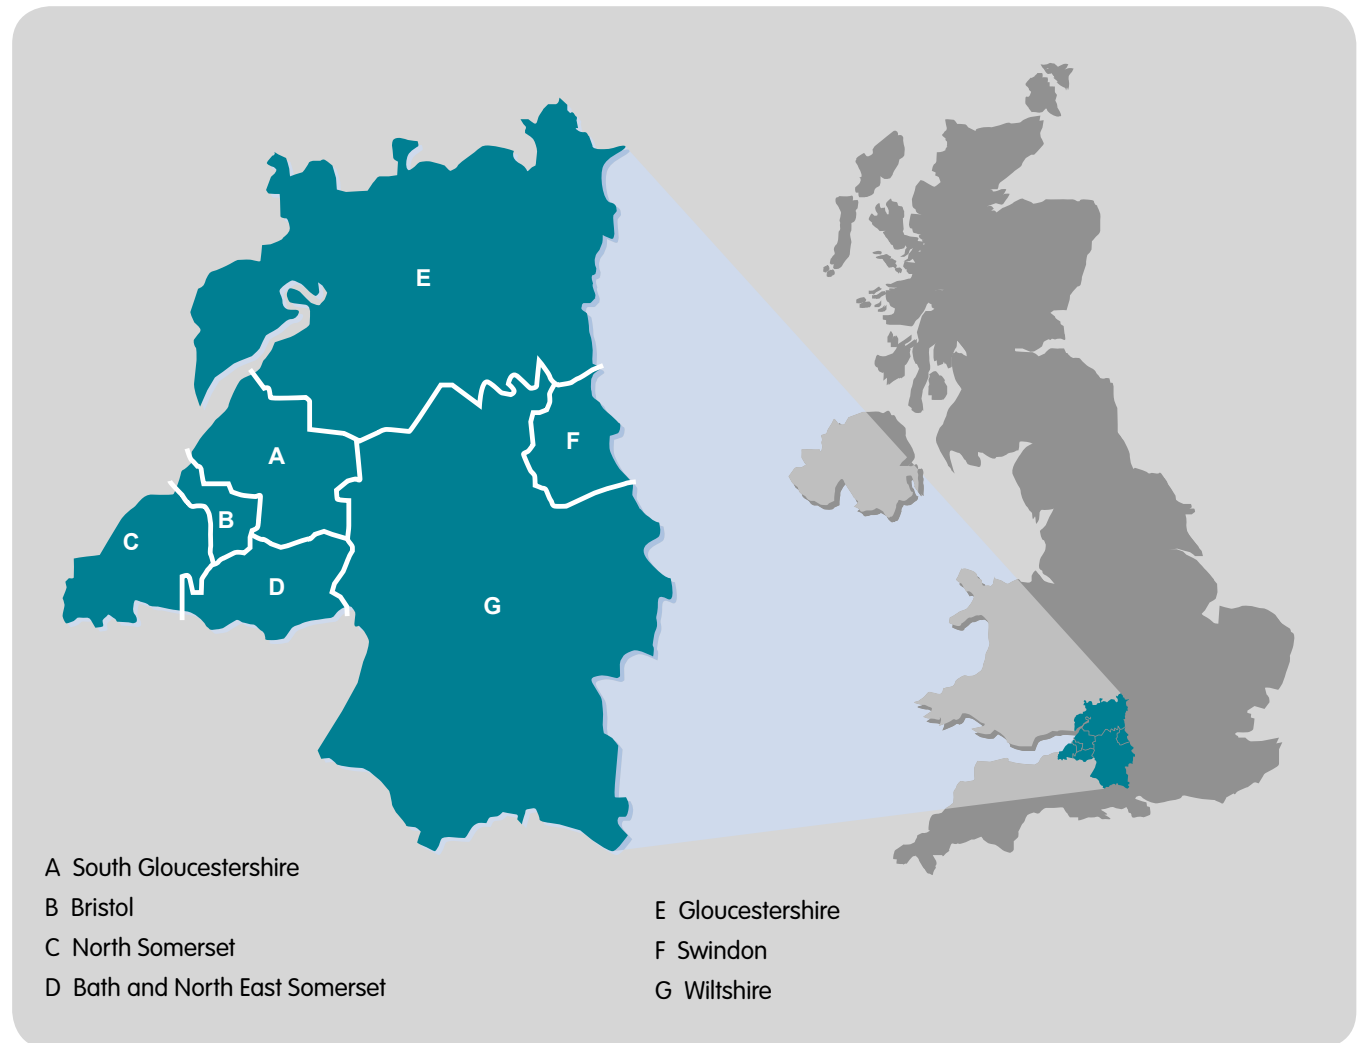 E
F
A
B
C
D
G
A South Gloucestershire
B Bristol
C North Somerset
D Bath and North East Somerset
E Gloucestershire
F Swindon
G Wiltshire